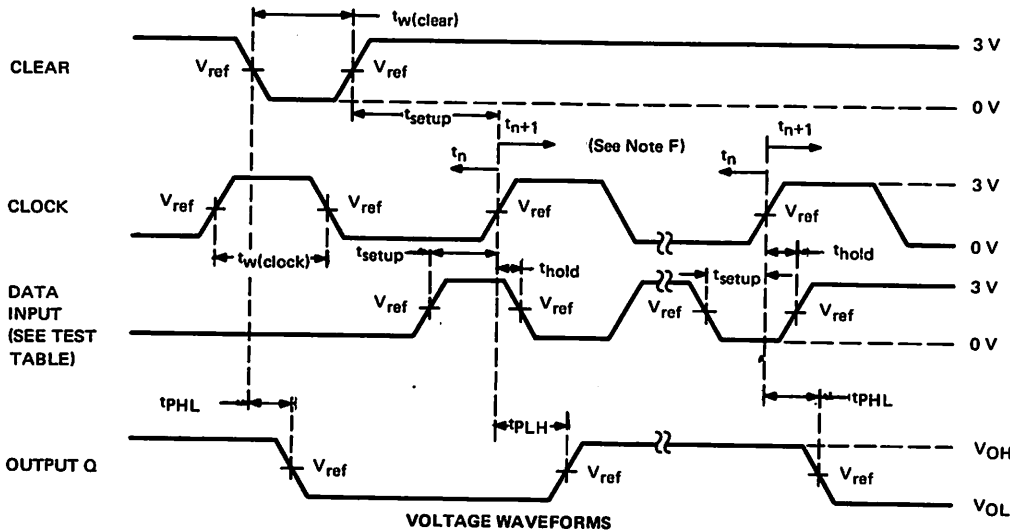 tw(clear)
3 V
CLEAR Vref Vref
0 V
tsetup
tn+1 (See Note F) tn+1
tn tn
3 V
CLOCK Vref Vref Vref Vref
0 V
tw(clock) tsetup thold tsetup thold
DATA
INPUT
(SEE TEST
TABLE)
3 V
Vref Vref Vref Vref
0 V
tPHL tPLH tPHL
VOH
OUTPUT Q Vref Vref Vref
VOL
VOLTAGE WAVEFORMS